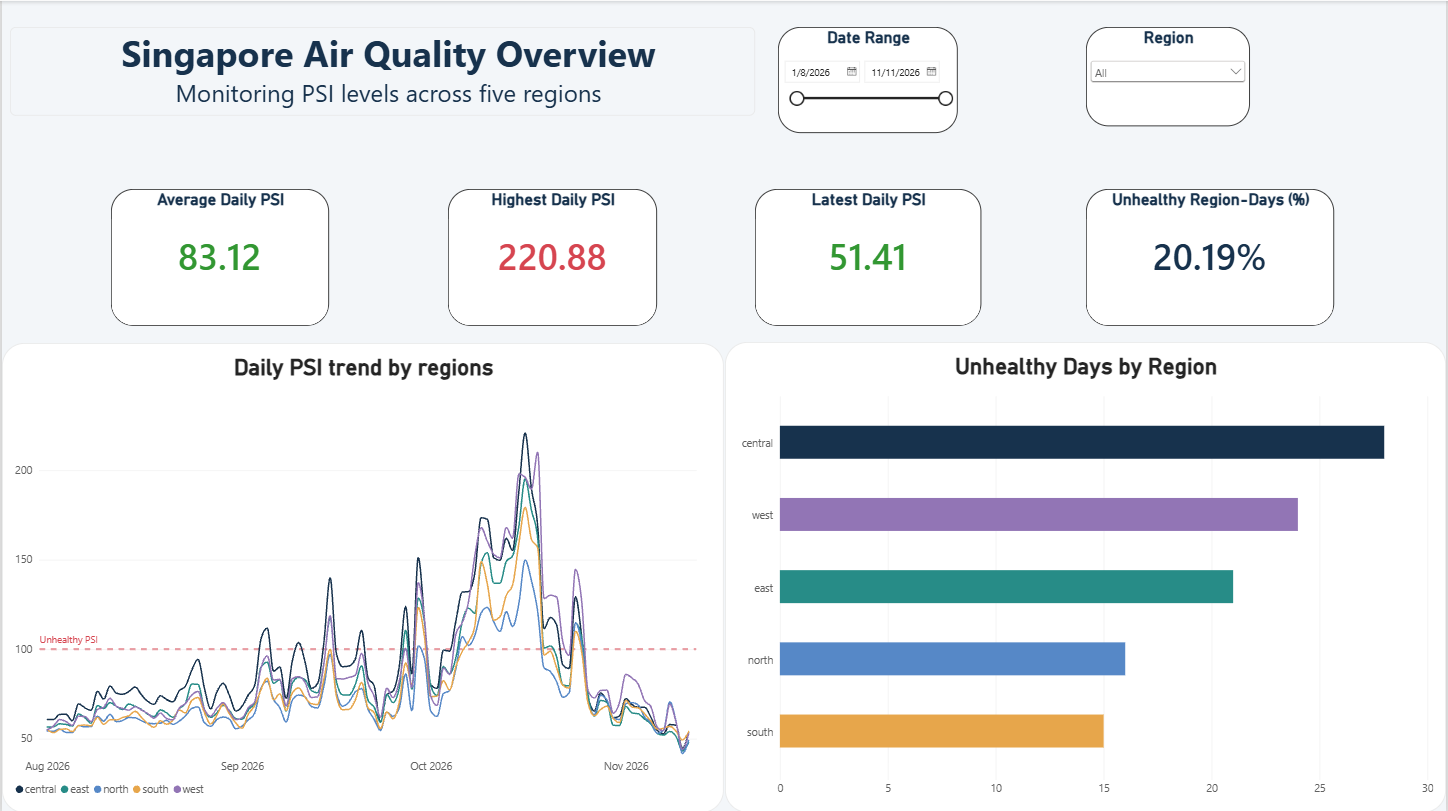 Singapore Air Quality Overview
Monitoring PSI levels across five regions
Date Range
1/8/2026 11/11/2026
Region
All
Average Daily PSI
83.12
Highest Daily PSI
220.88
Latest Daily PSI
51.41
Unhealthy Region-Days (%)
20.19%
Daily PSI trend by regions
200
150
Unhealthy PSI
100
50
Aug 2026 Sep 2026 Oct 2026 Nov 2026
central east north south west
Unhealthy Days by Region
central
west
east
north
south
0 5 10 15 20 25 30